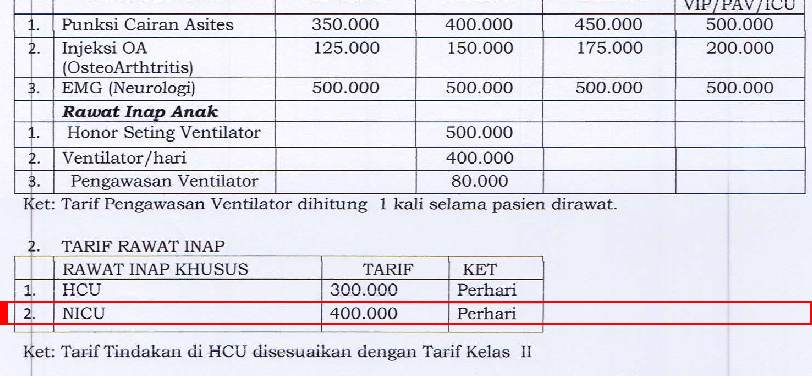 VIP/PAV/ICU
1. Punksi Cairan Asites 350.000 400.000 450.000 500.000
2. Injeksi OA 125.000 150.000 175.000 200.000
(OsteoArthtritis)
3. EMG (Neurologi) 500.000 500.000 500.000 500.000
Rawat Inap Anak
1. Honor Seting Ventilator 500.000
2. Ventilator/hari 400.000
3. Pengawasan Ventilator 80.000
Ket: Tarif Pengawasan Ventilator dihitung 1 kali selama pasien dirawat.
2. TARIF RAWAT INAP
RAWAT INAP KHUSUS TARIF KET
1. HCU 300.000 Perhari
2. NICU 400.000 Perhari
Ket: Tarif Tindakan di HCU disesuaikan dengan Tarif Kelas II